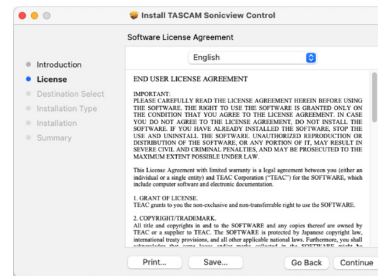 Install TASCAM Sonicview Control
Software License Agreement
English
Introduction
License
Destination Select
Installation Type
Installation
Summary
END USER LICENSE AGREEMENT
IMPORTANT:
PLEASE CAREFULLY READ THE LICENSE AGREEMENT HEREIN BEFORE USING
THE SOFTWARE. THE RIGHT TO USE THE SOFTWARE IS GRANTED ONLY ON
THE CONDITION THAT YOU AGREE TO THE LICENSE AGREEMENT. IN CASE
YOU DO NOT AGREE TO THE LICENSE AGREEMENT, DO NOT INSTALL THE
SOFTWARE. IF YOU HAVE ALREADY INSTALLED THE SOFTWARE, STOP THE
USE AND UNINSTALL. THE SOFTWARE. UNAUTHORIZED REPRODUCTION OR
DISTRIBUTION OF THE SOFTWARE, OR ANY PORTION OF IT, MAY RESULT IN
SEVERE CIVIL AND CRIMINAL PENALTIES, AND MAY BE PROSECUTED TO THE
MAXIMUM EXTENT POSSIBLE UNDER LAW.
This License Agreement with limited warranty is a legal agreement between you (either an
individual or a single entity) and TEAC Corporation ("TEAC") for the SOFTWARE, which
include computer software and electronic documentation.
1. GRANT OF LICENSE.
TEAC grants to you the non-exclusive and non-transferrable right to use the SOFTWARE.
2. COPYRIGHT/TRADEMARK.
All title and copyrights in and to the SOFTWARE and any copies thereof are owned by
TEAC or a supplier to TEAC. The SOFTWARE is protected by Japanese copyright law,
international treaty provisions, and all other applicable national laws. Furthermore, you shall
Print...
Save...
Go Back
Continue